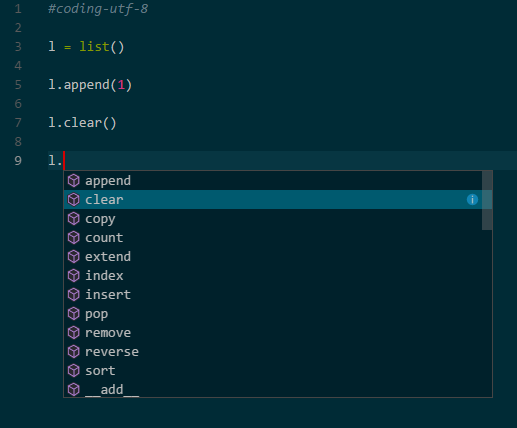 1 #coding-utf-8
2
3 l = list()
4
5 l.append(1)
6
7 l.clear()
8
9 l.
append
clear
copy
count
extend
index
insert
pop
remove
reverse
sort
__add__